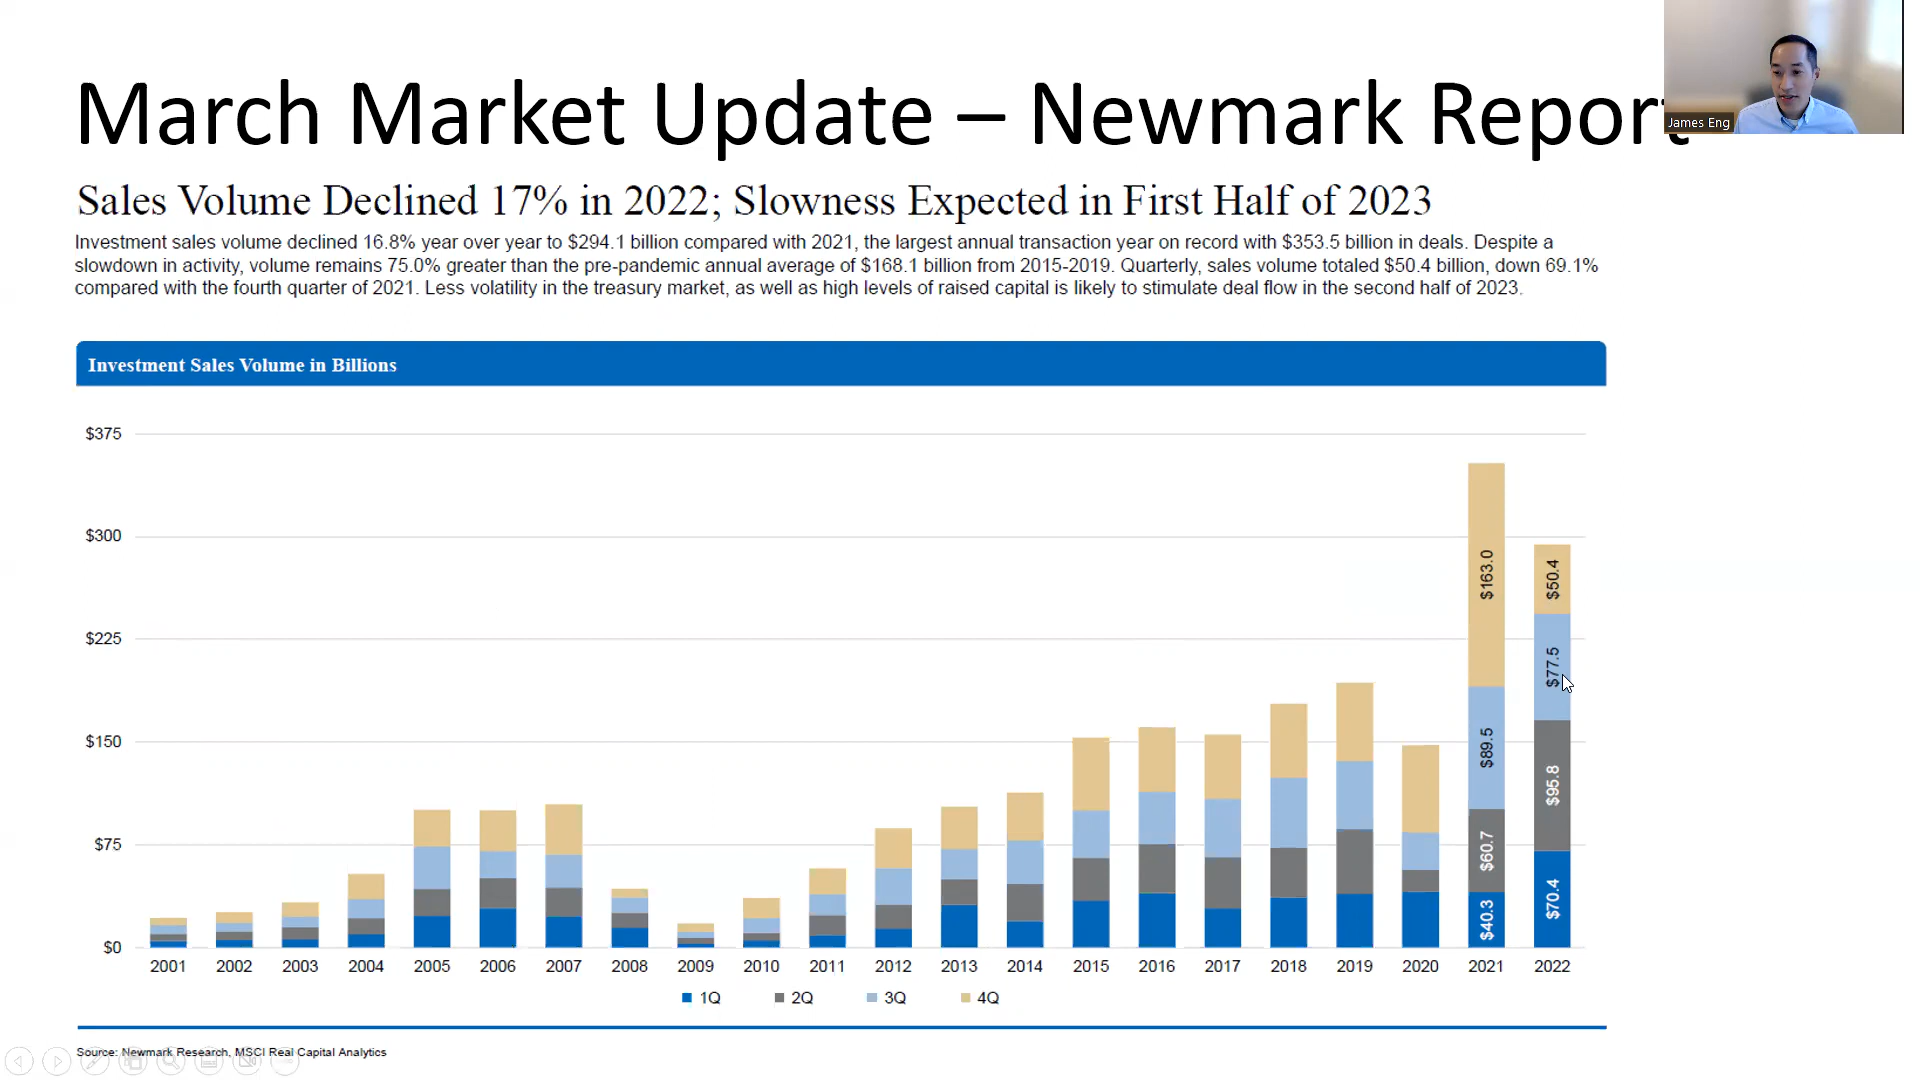 March Market Update – Newmark Report
James Eng
Sales Volume Declined 17% in 2022; Slowness Expected in First Half of 2023
Investment sales volume declined 16.8% year over year to $294.1 billion compared with 2021, the largest annual transaction year on record with $353.5 billion in deals. Despite a
slowdown in activity, volume remains 75.0% greater than the pre-pandemic annual average of $168.1 billion from 2015-2019. Quarterly, sales volume totaled $50.4 billion, down 69.1%
compared with the fourth quarter of 2021. Less volatility in the treasury market, as well as high levels of raised capital is likely to stimulate deal flow in the second half of 2023.
Investment Sales Volume in Billions
$375
$300
$225
$150
$75
$0
$163.0
$89.5
$60.7
$40.3
$50.4
$77.5
$95.8
$70.4
2001 2002 2003 2004 2005 2006 2007 2008 2009 2010 2011 2012 2013 2014 2015 2016 2017 2018 2019 2020 2021 2022
1Q 2Q 3Q 4Q
Source: Newmark Research, MSCI Real Capital Analytics